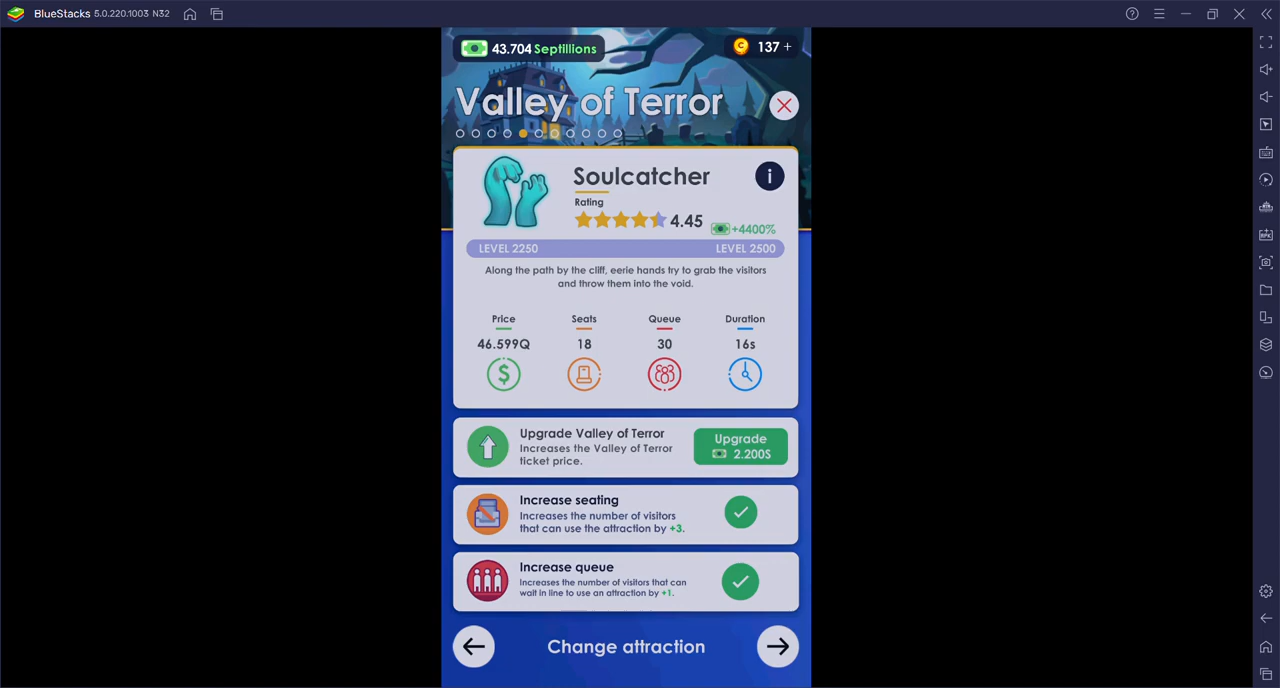 BlueStacks 5.0.220.1003 N32
43.704 Septillions
137 +
Valley of Terror
Soulcatcher
i
Rating
4.45
+4400%
LEVEL 2250
LEVEL 2500
Along the path by the cliff, eerie hands try to grab the visitors
and throw them into the void.
Price
Seats
Queue
Duration
46.599Q
18
30
16s
Upgrade Valley of Terror
Increases the Valley of Terror
ticket price.
Upgrade
2.200S
Increase seating
Increases the number of visitors
that can use the attraction by +3.
Increase queue
Increases the number of visitors that can
wait in line to use an attraction by +1.
Change attraction